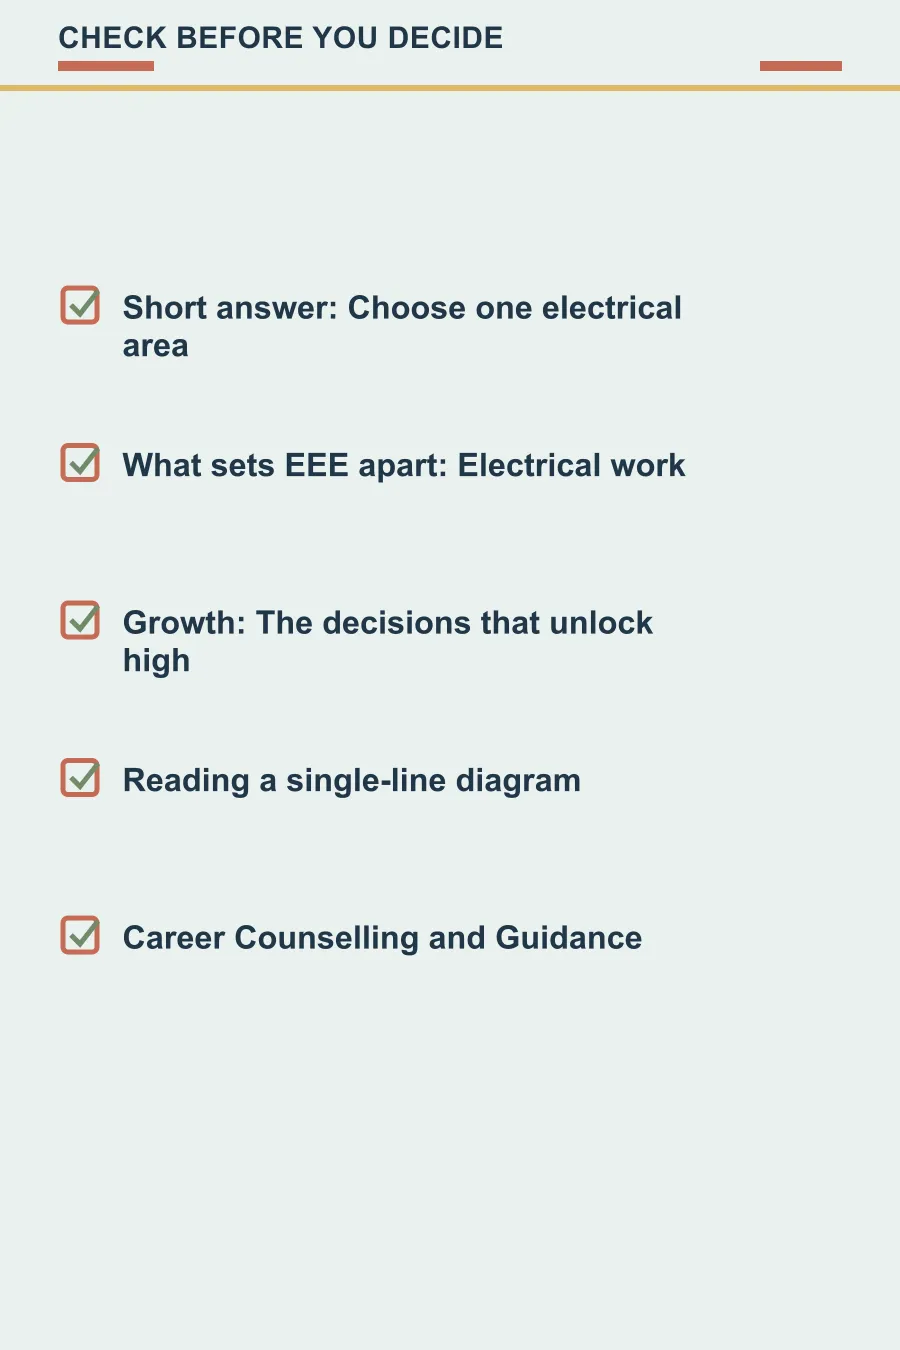 CHECK BEFORE YOU DECIDE
Short answer: Choose one electrical
area
What sets EEE apart: Electrical work
Growth: The decisions that unlock
high
Reading a single-line diagram
Career Counselling and Guidance